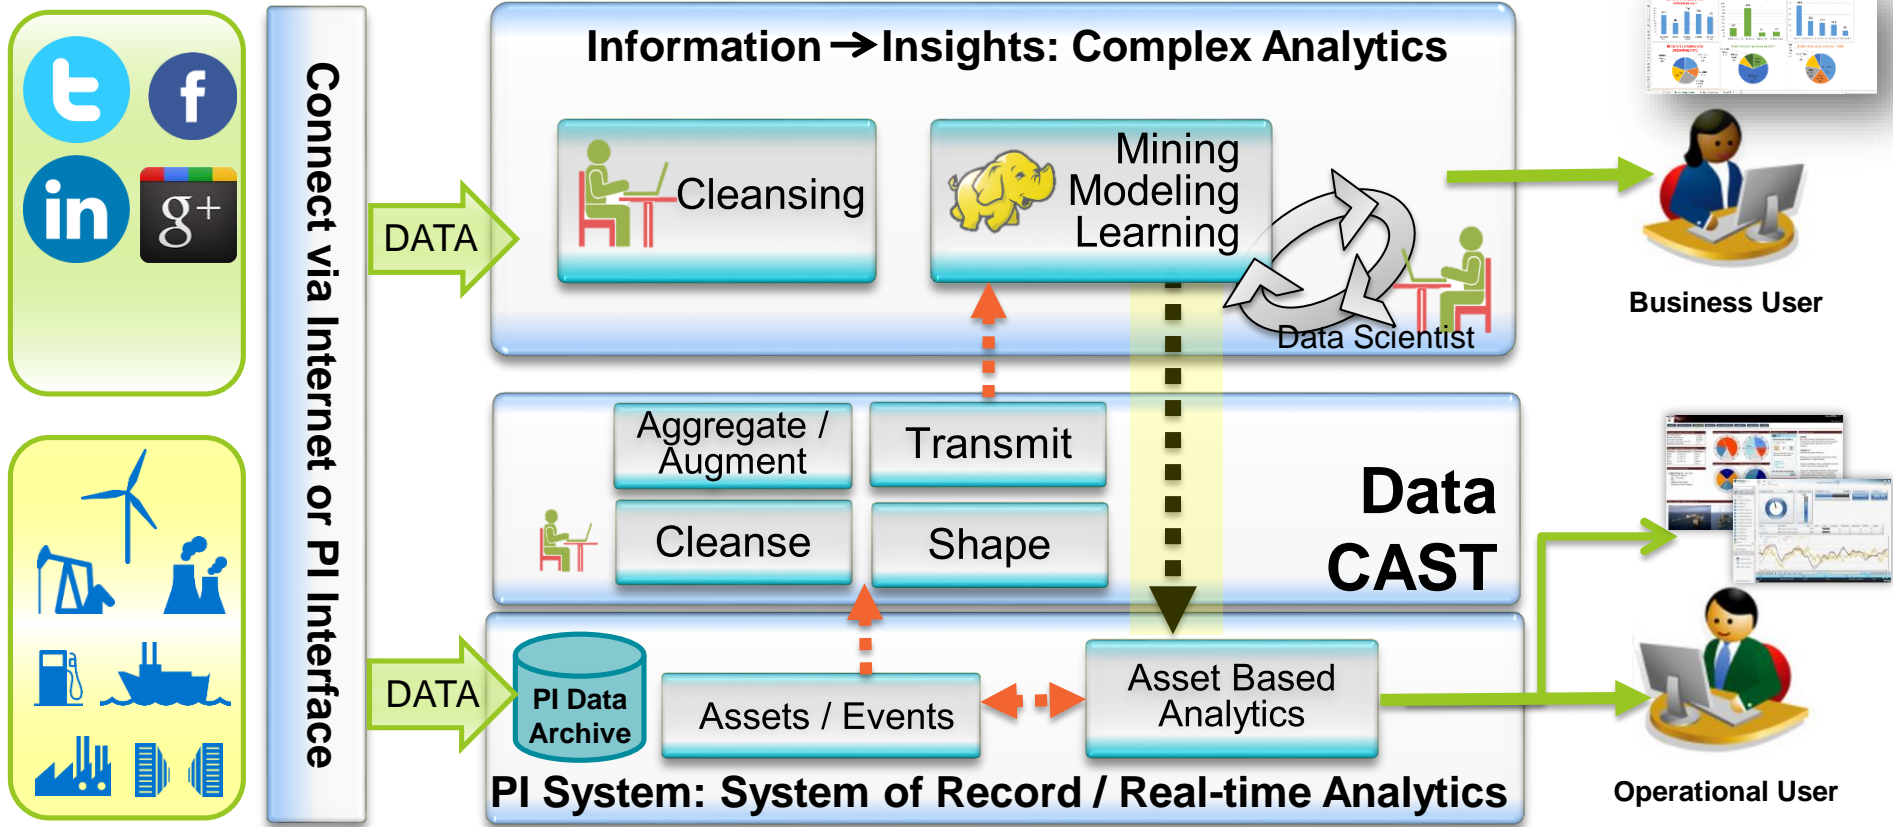 Connect via Internet or PI Interface
DATA
DATA
Information → Insights: Complex Analytics
Cleansing
Mining
Modeling
Learning
Data Scientist
Aggregate /
Augment
Transmit
Cleanse
Shape
Data
CAST
PI Data
Archive
Assets / Events
Asset Based
Analytics
PI System: System of Record / Real-time Analytics
Business User
Operational User
t
f
in
g+